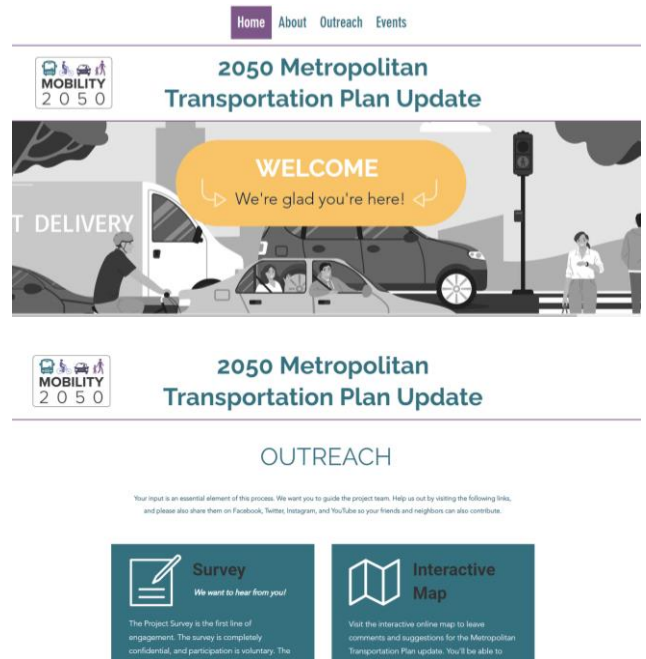 Home About Outreach Events
MOBILITY
2050
2050 Metropolitan
Transportation Plan Update
WELCOME
We're glad you're here!
T DELIVERY
MOBILITY
2050
2050 Metropolitan
Transportation Plan Update
OUTREACH
Your input is an essential element of this process. We want you to guide the project team. Help us out by visiting the following links,
and please also share them on Facebook, Twitter, Instagram, and YouTube so your friends and neighbors can also contribute.
Survey
We want to hear from you!
The Project Survey is the first line of
engagement. The survey is completely
confidential, and participation is voluntary. The
Interactive
Map
Visit the interactive online map to leave
comments and suggestions for the Metropolitan
Transportation Plan update. You'll be able to